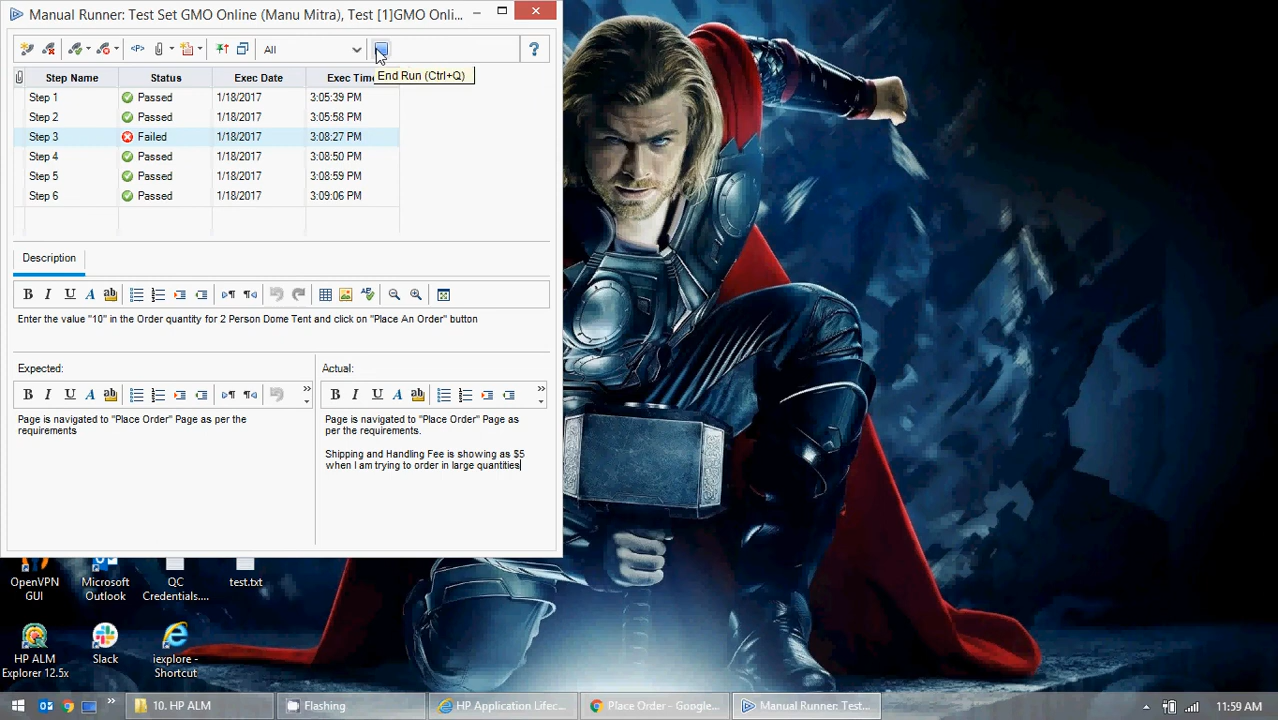 Manual Runner: Test Set GMO Online (Manu Mitra), Test [1]GMO Onli...
All
?
End Run (Ctrl+Q)
Step Name Status Exec Date Exec Time
Step 1 Passed 1/18/2017 3:05:39 PM
Step 2 Passed 1/18/2017 3:05:58 PM
Step 3 Failed 1/18/2017 3:08:27 PM
Step 4 Passed 1/18/2017 3:08:50 PM
Step 5 Passed 1/18/2017 3:08:59 PM
Step 6 Passed 1/18/2017 3:09:06 PM
Description
B I U A ab
Enter the value "10" in the Order quantity for 2 Person Dome Tent and click on "Place An Order" button
Expected:
B I U A ab
Page is navigated to "Place Order" Page as per the
requirements
Actual:
B I U A ab
Page is navigated to "Place Order" Page as
per the requirements.
Shipping and Handling Fee is showing as $5
when I am trying to order in large quantities
OpenVPN
GUI
Microsoft
Outlook
QC
Credentials....
test.txt
HP ALM
Explorer 12.5x
Slack
iexplore -
Shortcut
10. HP ALM
Flashing
HP Application Lifec...
Place Order - Google...
Manual Runner: Test...
11:59 AM